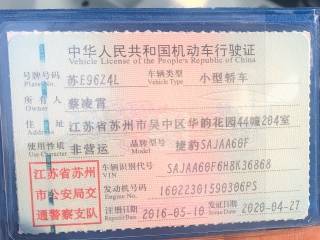 中华人民共和国机动车行驶证
Vehicle License of the People's Republic of China
号牌号码 苏E96Z4L 车辆类型 小型轿车
Plate No. Vehicle Type
所有人 蔡凌霄
Owner
住址 江苏省苏州市吴中区华韵花园44幢204室
Address
使用性质 非营运 品牌型号 捷豹SAJAA60F
Use Character Model
江苏省苏州市公安局交通警察支队
车辆识别代号 SAJAA60F6H8K36868
VIN
发动机号码 16022301590306PS
Engine No.
注册日期 2016-05-10 发证日期 2020-04-27
Register Date Issue Date